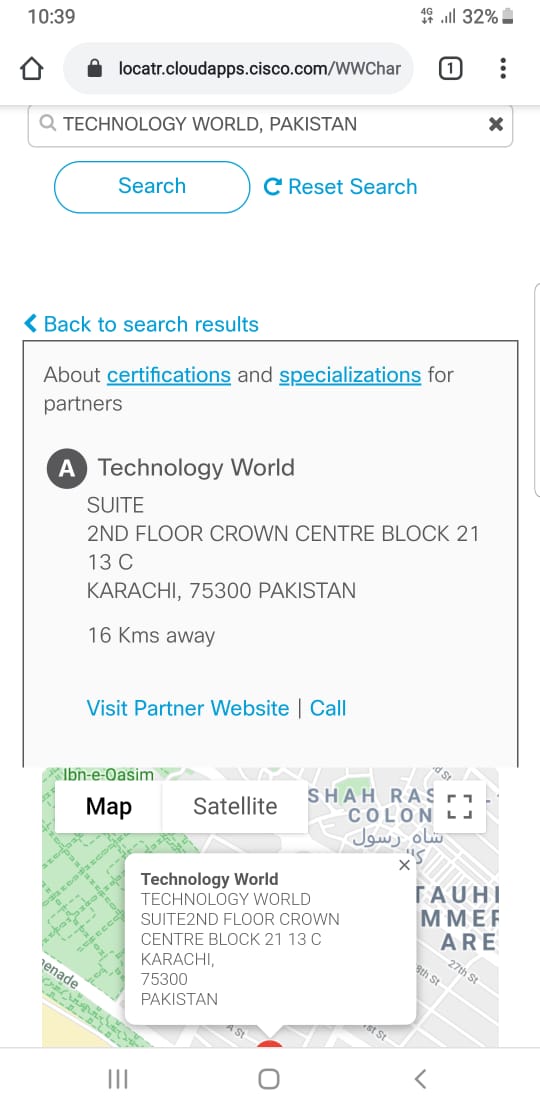 10:39
4G
32%
locatr.cloudapps.cisco.com/WWChar
1
TECHNOLOGY WORLD, PAKISTAN
Search
Reset Search
Back to search results
About certifications and specializations for
partners
A
Technology World
SUITE
2ND FLOOR CROWN CENTRE BLOCK 21
13 C
KARACHI, 75300 PAKISTAN
16 Kms away
Visit Partner Website | Call
Ibn-e-Qasim
Map
Satellite
SHAH RAS
COLON
شاہ رسول
Technology World
TECHNOLOGY WORLD
SUITE2ND FLOOR CROWN
CENTRE BLOCK 21 13 C
KARACHI,
75300
PAKISTAN
TAUHI
MMER
ARE
27th St
8th St
enade
A St